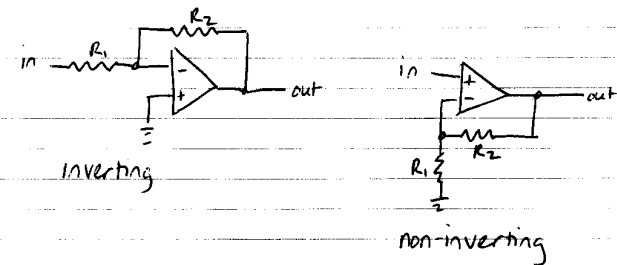 in R₁ R₂ - + out
inverting
in + - out
R₂
R₁
non-inverting